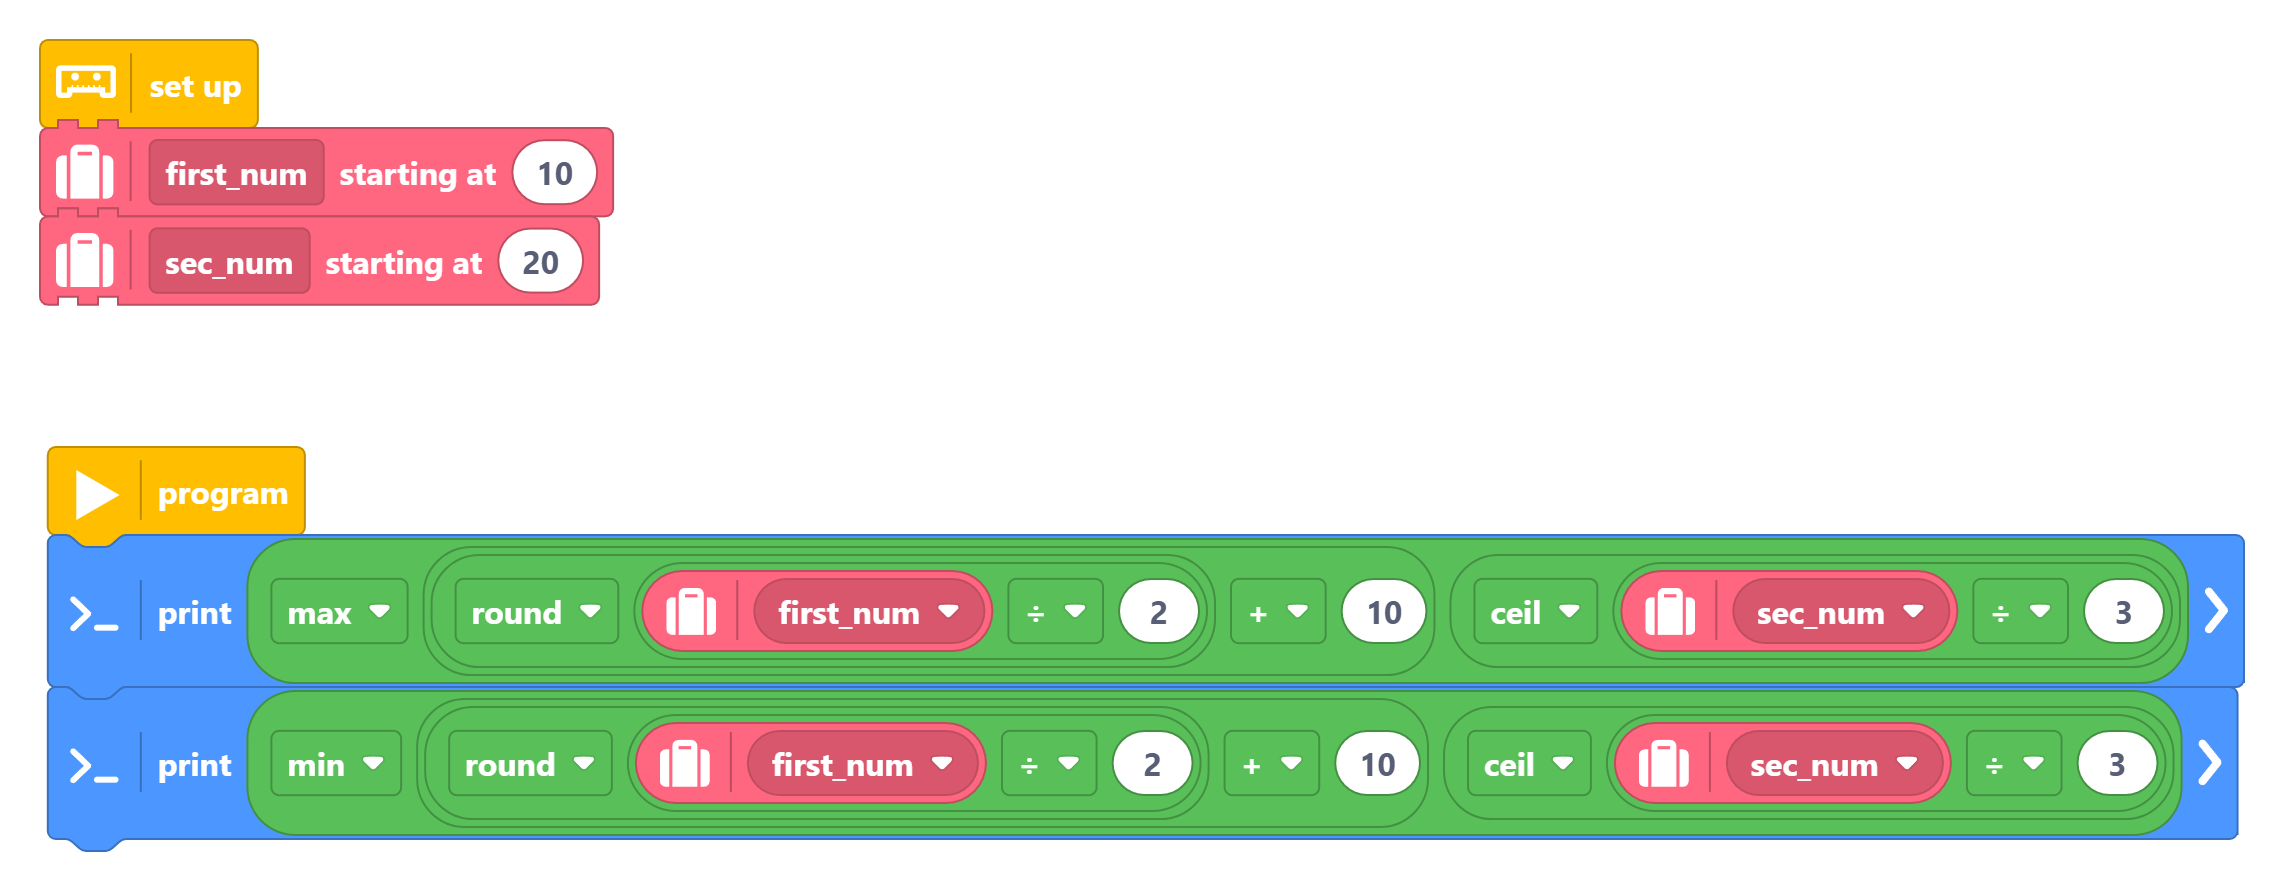 set up
first_num starting at 10
sec_num starting at 20
program
print max round first_num ÷ 2 + 10 ceil sec_num ÷ 3
print min round first_num ÷ 2 + 10 ceil sec_num ÷ 3